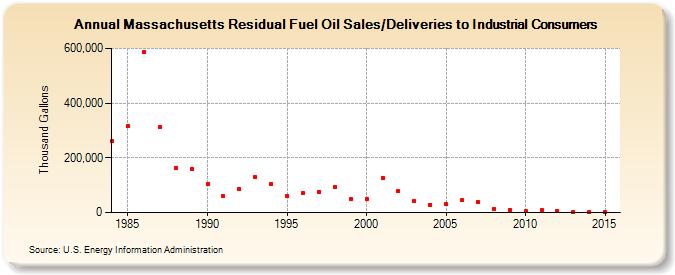 Annual Massachusetts Residual Fuel Oil Sales/Deliveries to Industrial Consumers
Thousand Gallons
600,000
400,000
200,000
0
1985 1990 1995 2000 2005 2010 2015
Source: U.S. Energy Information Administration